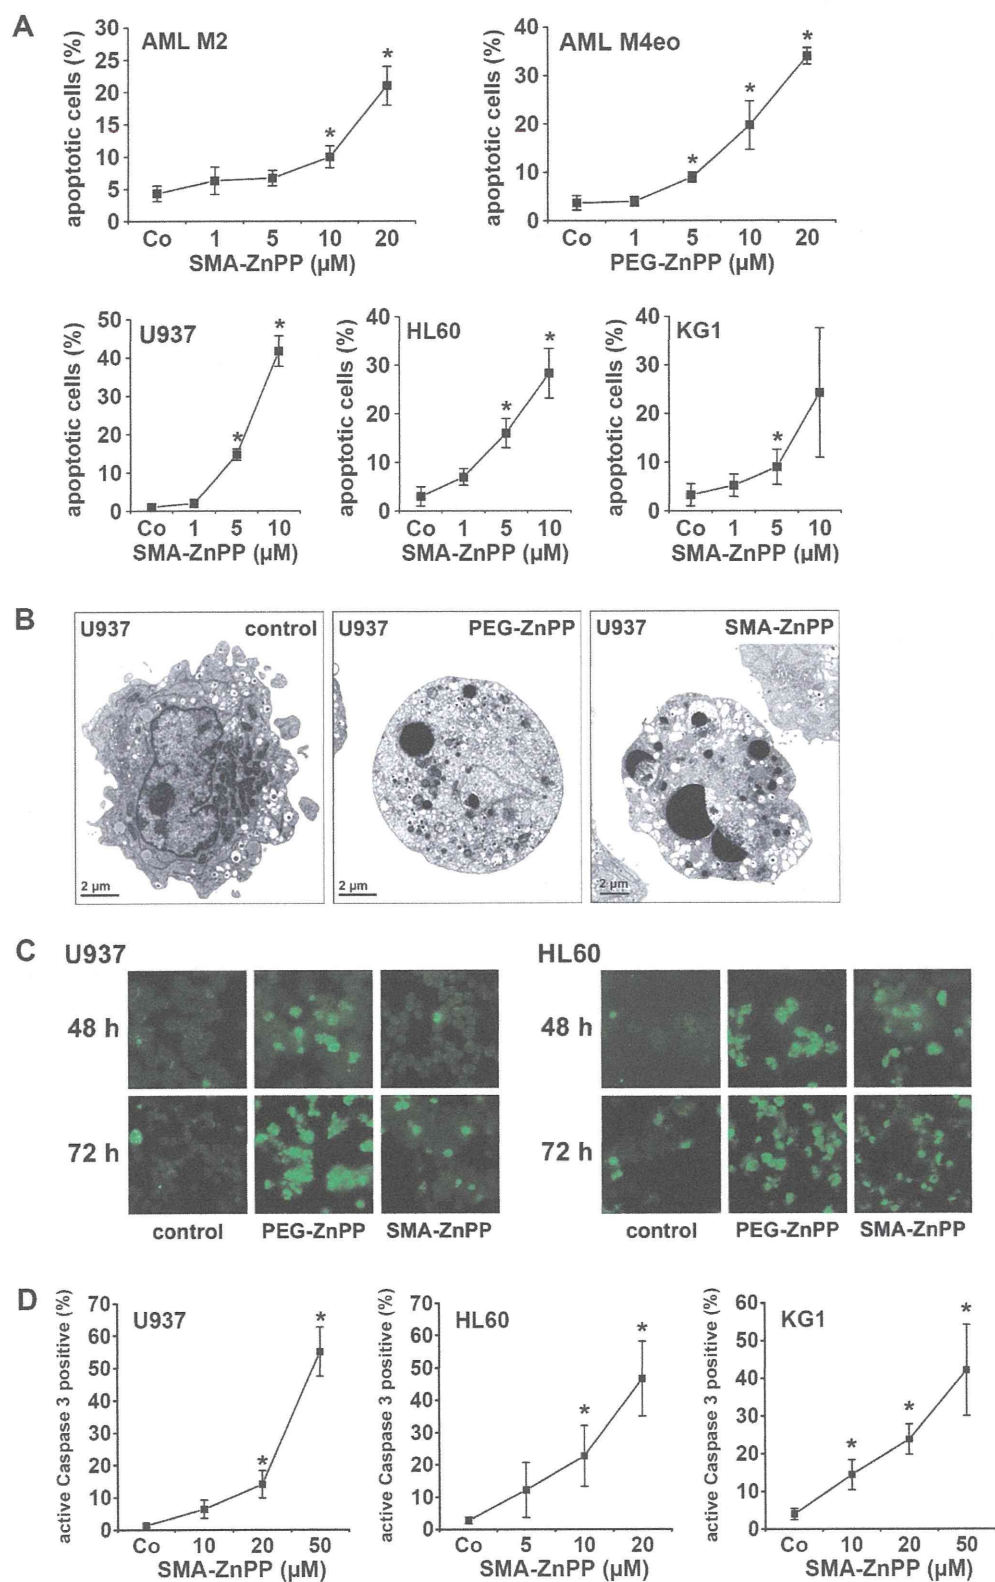 A
AML M2
apoptotic cells (%)
30
25
20
15
10
5
0
Co 1 5 10 20
SMA-ZnPP (µM)
*
*
AML M4eo
apoptotic cells (%)
40
30
20
10
0
Co 1 5 10 20
PEG-ZnPP (µM)
*
*
*
U937
apoptotic cells (%)
50
40
30
20
10
0
Co 1 5 10
SMA-ZnPP (µM)
*
*
HL60
apoptotic cells (%)
40
30
20
10
0
Co 1 5 10
SMA-ZnPP (µM)
*
*
KG1
apoptotic cells (%)
40
30
20
10
0
Co 1 5 10
SMA-ZnPP (µM)
*
B
U937 control
2 µm
U937 PEG-ZnPP
2 µm
U937 SMA-ZnPP
2 µm
C
U937
48 h
72 h
control PEG-ZnPP SMA-ZnPP
HL60
48 h
72 h
control PEG-ZnPP SMA-ZnPP
D
U937
active Caspase 3 positive (%)
70
60
50
40
30
20
10
0
Co 10 20 50
SMA-ZnPP (µM)
*
*
HL60
active Caspase 3 positive (%)
70
60
50
40
30
20
10
0
Co 5 10 20
SMA-ZnPP (µM)
*
*
KG1
active Caspase 3 positive (%)
60
50
40
30
20
10
0
Co 10 20 50
SMA-ZnPP (µM)
*
*
*